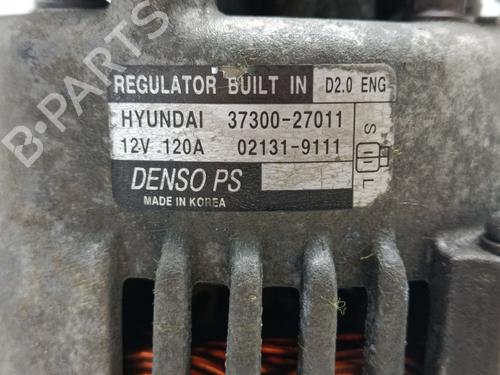 B-PARTS
REGULATOR BUILT IN D2.0 ENG
HYUNDAI 37300-27011
12V 120A 02131-9111
S
L
DENSO PS
MADE IN KOREA